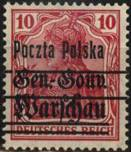 10 10
Poczta Polska
Gen.-Gouv.
Warschau
DEUTSCHES REICH